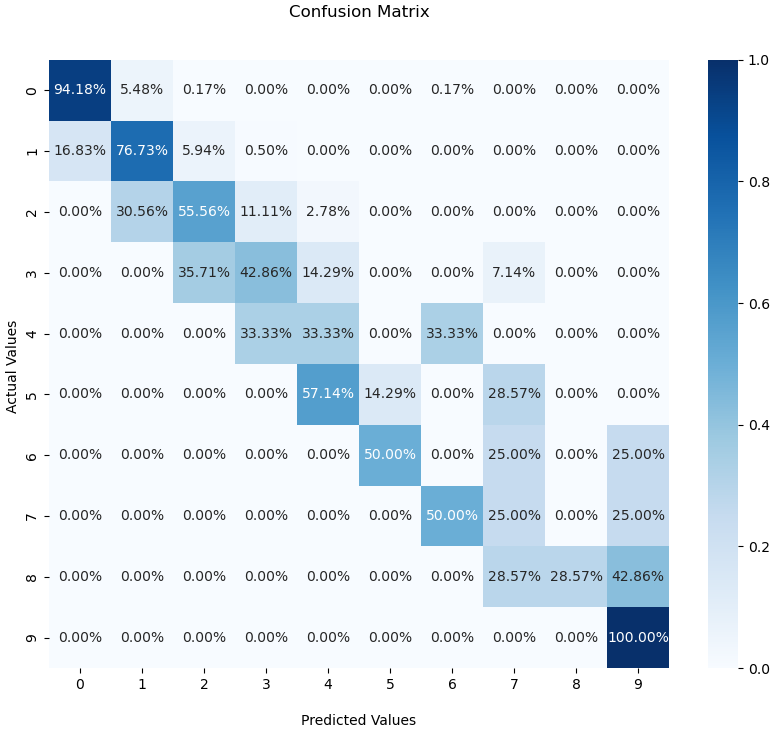 Confusion Matrix
0 94.18% 5.48% 0.17% 0.00% 0.00% 0.00% 0.17% 0.00% 0.00% 0.00%
1 16.83% 76.73% 5.94% 0.50% 0.00% 0.00% 0.00% 0.00% 0.00% 0.00%
2 0.00% 30.56% 55.56% 11.11% 2.78% 0.00% 0.00% 0.00% 0.00% 0.00%
3 0.00% 0.00% 35.71% 42.86% 14.29% 0.00% 0.00% 7.14% 0.00% 0.00%
4 0.00% 0.00% 0.00% 33.33% 33.33% 0.00% 33.33% 0.00% 0.00% 0.00%
5 0.00% 0.00% 0.00% 0.00% 57.14% 14.29% 0.00% 28.57% 0.00% 0.00%
6 0.00% 0.00% 0.00% 0.00% 0.00% 50.00% 0.00% 25.00% 0.00% 25.00%
7 0.00% 0.00% 0.00% 0.00% 0.00% 0.00% 50.00% 25.00% 0.00% 25.00%
8 0.00% 0.00% 0.00% 0.00% 0.00% 0.00% 0.00% 28.57% 28.57% 42.86%
9 0.00% 0.00% 0.00% 0.00% 0.00% 0.00% 0.00% 0.00% 0.00% 100.00%
0 1 2 3 4 5 6 7 8 9
Actual Values
Predicted Values
1.0
0.8
0.6
0.4
0.2
0.0